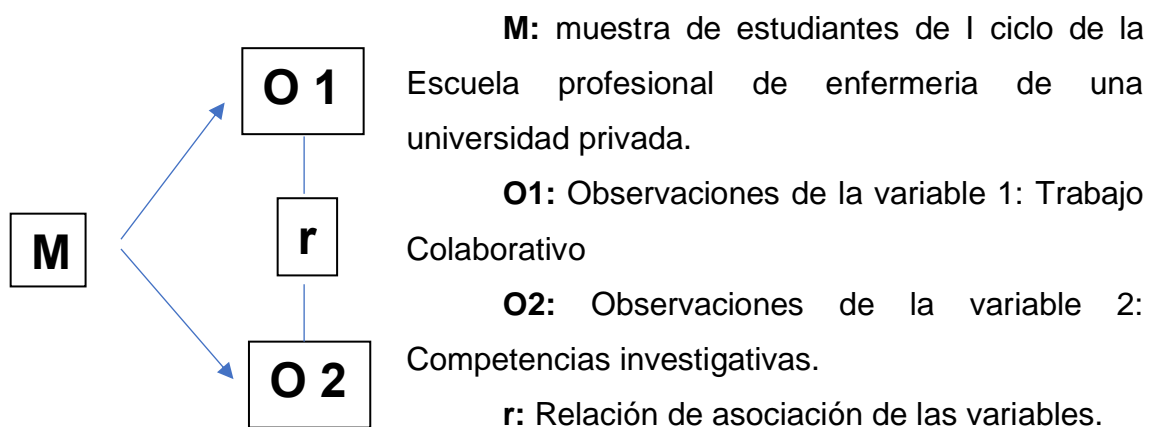 O 1
r
M
O 2
M: muestra de estudiantes de I ciclo de la
Escuela profesional de enfermeria de una
universidad privada.
O1: Observaciones de la variable 1: Trabajo
Colaborativo
O2: Observaciones de la variable 2:
Competencias investigativas.
r: Relación de asociación de las variables.